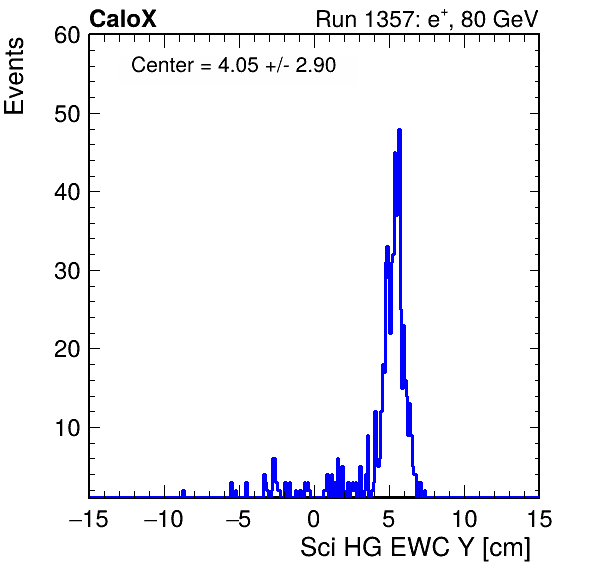 CaloX Run 1357: e⁺, 80 GeV
Events
Center = 4.05 +/- 2.90
60
50
40
30
20
10
−15 −10 −5 0 5 10 15
Sci HG EWC Y [cm]